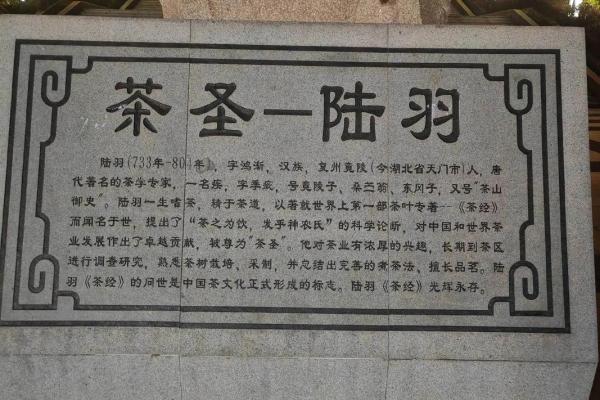 茶圣—陆羽
陆羽(733年-804年),字鸿渐,汉族,复州竟陵(今湖北省天门市)人,唐
代著名的茶学专家,一名疾,字季疵,号竟陵子、桑苎翁、东冈子,又号"茶山
御史"。陆羽一生嗜茶,精于茶道,以著就世界上第一部茶叶专著--《茶经》
而闻名于世,提出了"茶之为饮,发乎神农氏"的科学论断,对中国和世界茶
业发展作出了卓越贡献,被尊为"茶圣"。他对茶业有浓厚的兴趣,长期到茶区
进行调查研究,熟悉茶树栽培、采制,并总结出完善的煮茶法、擅长品茗。陆
羽《茶经》的问世是中国茶文化正式形成的标志。陆羽《茶经》光辉永存。